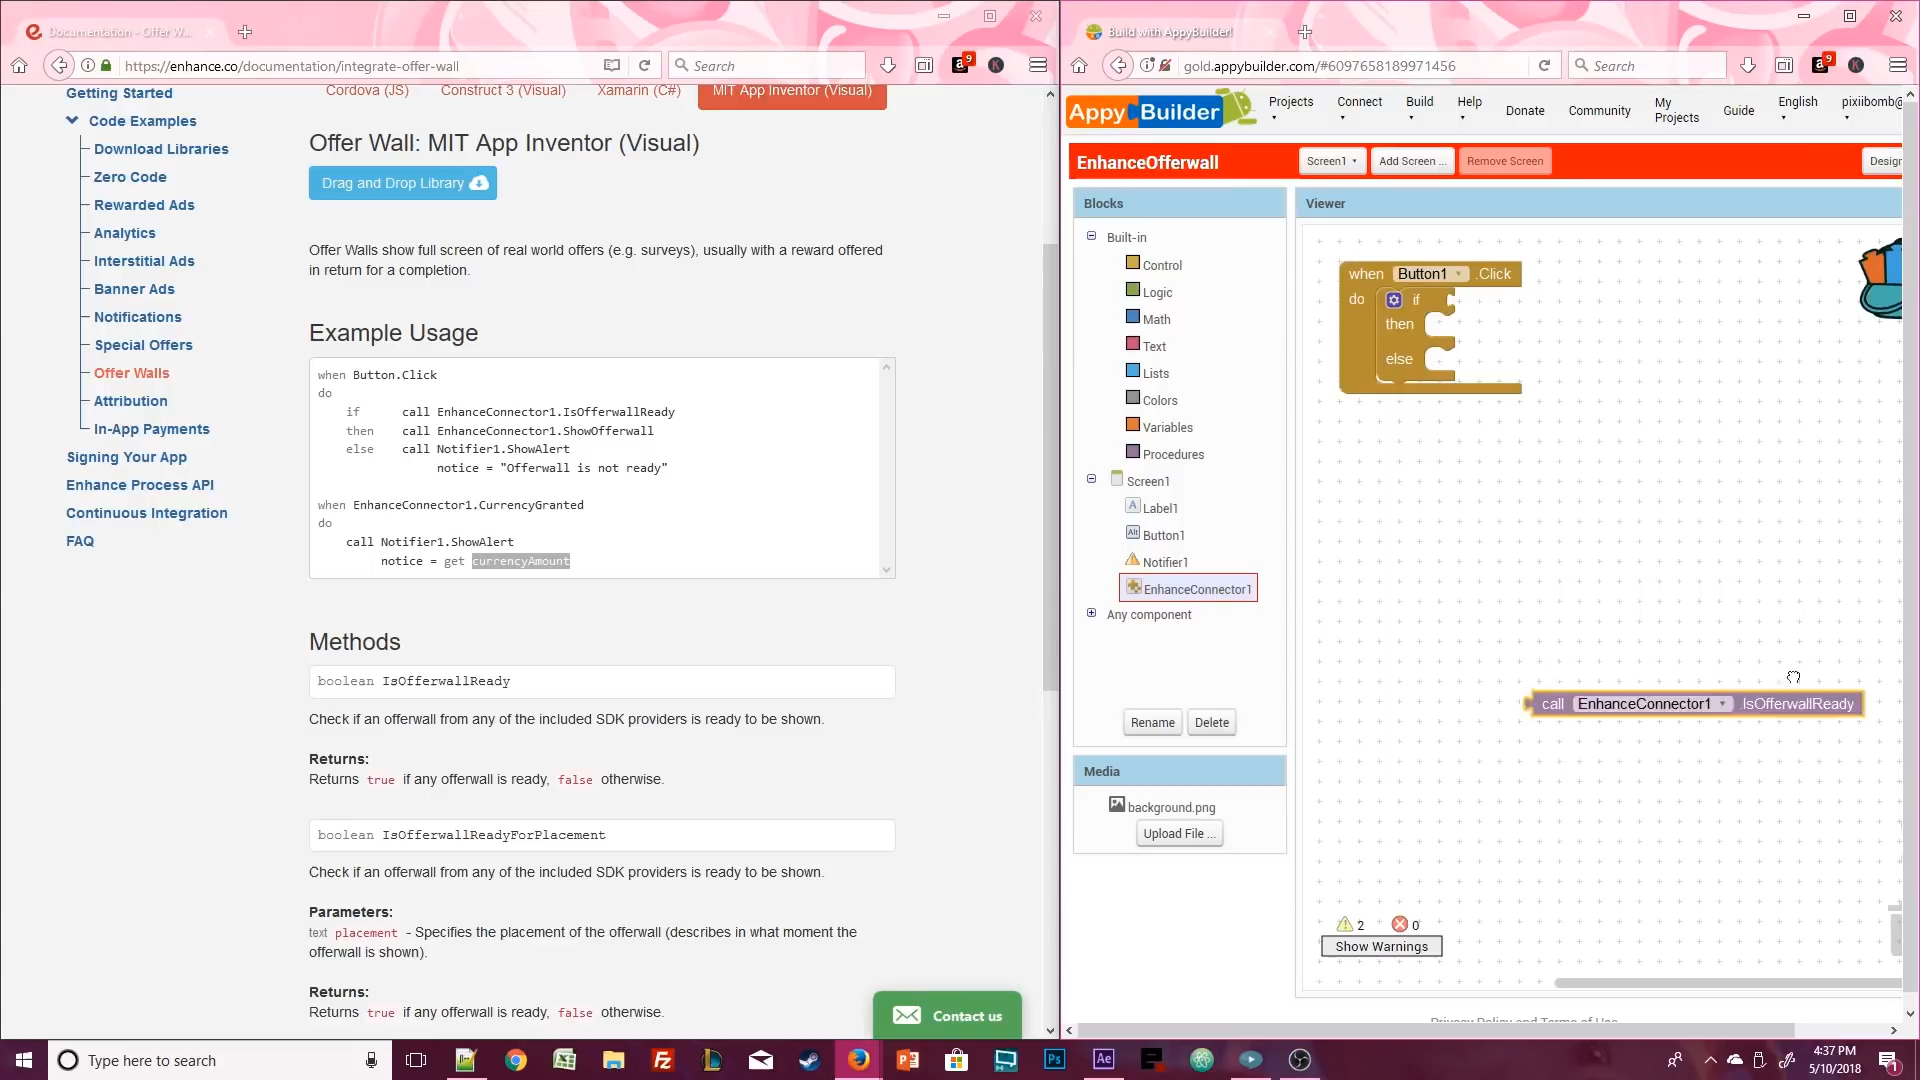 Documentation - Offer W...
https://enhance.co/documentation/integrate-offer-wall
Search
9
K
Getting Started
Code Examples
Download Libraries
Zero Code
Rewarded Ads
Analytics
Interstitial Ads
Banner Ads
Notifications
Special Offers
Offer Walls
Attribution
In-App Payments
Signing Your App
Enhance Process API
Continuous Integration
FAQ
Cordova (JS)
Construct 3 (Visual)
Xamarin (C#)
MIT App Inventor (Visual)
Offer Wall: MIT App Inventor (Visual)
Drag and Drop Library
Offer Walls show full screen of real world offers (e.g. surveys), usually with a reward offered
in return for a completion.
Example Usage
when Button.Click
do
if call EnhanceConnector1.IsOfferwallReady
then call EnhanceConnector1.ShowOfferwall
else call Notifier1.ShowAlert
notice = "Offerwall is not ready"
when EnhanceConnector1.CurrencyGranted
do
call Notifier1.ShowAlert
notice = get currencyAmount
Methods
boolean IsOfferwallReady
Check if an offerwall from any of the included SDK providers is ready to be shown.
Returns:
Returns true if any offerwall is ready, false otherwise.
boolean IsOfferwallReadyForPlacement
Check if an offerwall from any of the included SDK providers is ready to be shown.
Parameters:
text placement - Specifies the placement of the offerwall (describes in what moment the
offerwall is shown).
Returns:
Returns true if any offerwall is ready, false otherwise.
Contact us
Build with AppyBuilder!
gold.appybuilder.com/#6097658189971456
Search
9
K
AppyBuilder
Projects
Connect
Build
Help
Donate
Community
My
Projects
Guide
English
pixiibomb@
EnhanceOfferwall
Screen1
Add Screen ...
Remove Screen
Design
Blocks
Built-in
Control
Logic
Math
Text
Lists
Colors
Variables
Procedures
Screen1
Label1
Button1
Notifier1
EnhanceConnector1
Any component
Rename
Delete
Media
background.png
Upload File ...
Viewer
when Button1 .Click
do if
then
else
call EnhanceConnector1 .IsOfferwallReady
2 0
Show Warnings
Type here to search
Ps
Ae
4:37 PM
5/10/2018
1